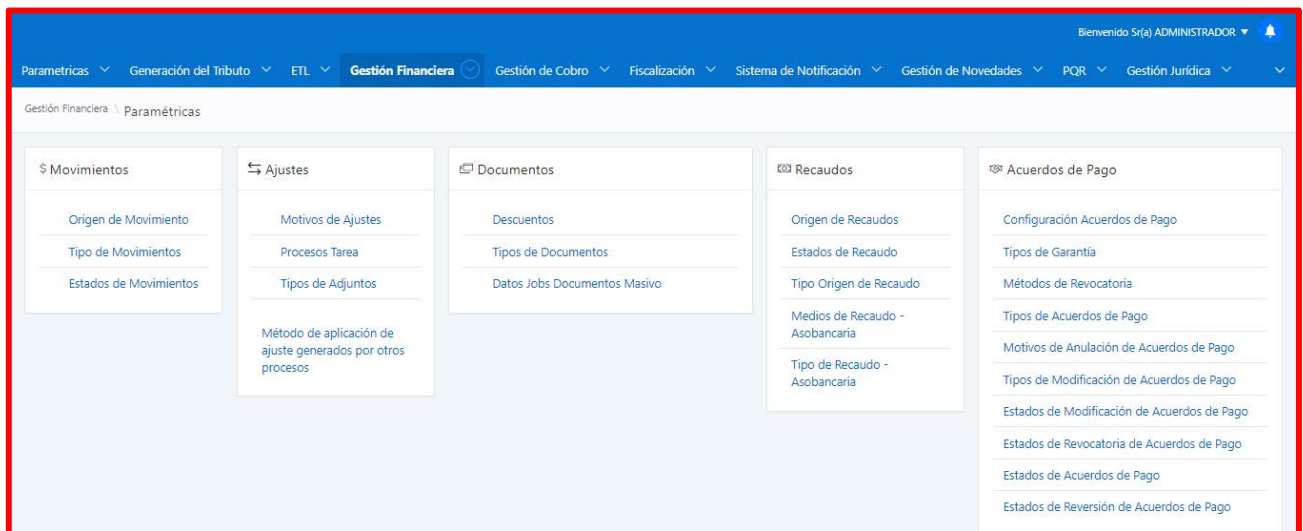 Bienvenido Sr(a) ADMINISTRADOR
Parametricas Generación del Tributo ETL Gestión Financiera Gestión de Cobro Fiscalización Sistema de Notificación Gestión de Novedades PQR Gestión Jurídica
Gestión Financiera \ Paramétricas
$ Movimientos
Origen de Movimiento
Tipo de Movimientos
Estados de Movimientos
Ajustes
Motivos de Ajustes
Procesos Tarea
Tipos de Adjuntos
Método de aplicación de
ajuste generados por otros
procesos
Documentos
Descuentos
Tipos de Documentos
Datos Jobs Documentos Masivo
Recaudos
Origen de Recaudos
Estados de Recaudo
Tipo Origen de Recaudo
Medios de Recaudo -
Asobancaria
Tipo de Recaudo -
Asobancaria
Acuerdos de Pago
Configuración Acuerdos de Pago
Tipos de Garantía
Métodos de Revocatoria
Tipos de Acuerdos de Pago
Motivos de Anulación de Acuerdos de Pago
Tipos de Modificación de Acuerdos de Pago
Estados de Modificación de Acuerdos de Pago
Estados de Revocatoria de Acuerdos de Pago
Estados de Acuerdos de Pago
Estados de Reversión de Acuerdos de Pago